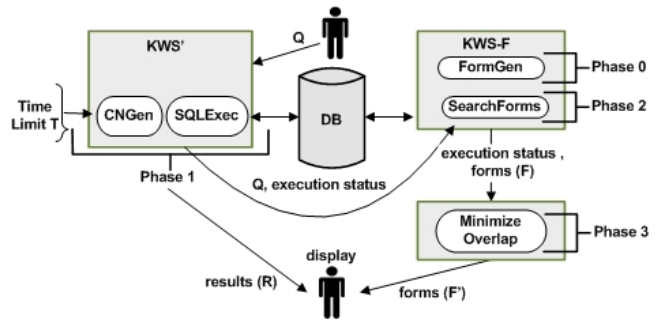 KWS'
Q
KWS-F
FormGen
Phase 0
Time
Limit T
CNGen
SQLExec
DB
SearchForms
Phase 2
Phase 1
Q, execution status
execution status ,
forms (F)
Minimize
Overlap
Phase 3
display
results (R)
forms (F')